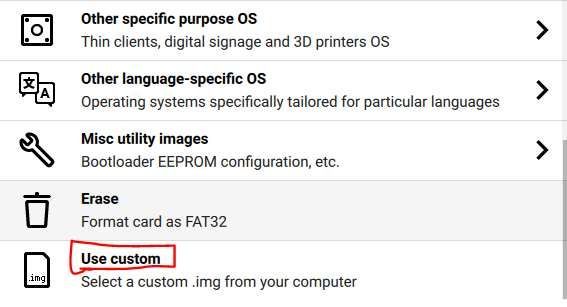 Other specific purpose OS
Thin clients, digital signage and 3D printers OS
文
A
Other language-specific OS
Operating systems specifically tailored for particular languages
Misc utility images
Bootloader EEPROM configuration, etc.
Erase
Format card as FAT32
.img
Use custom
Select a custom .img from your computer